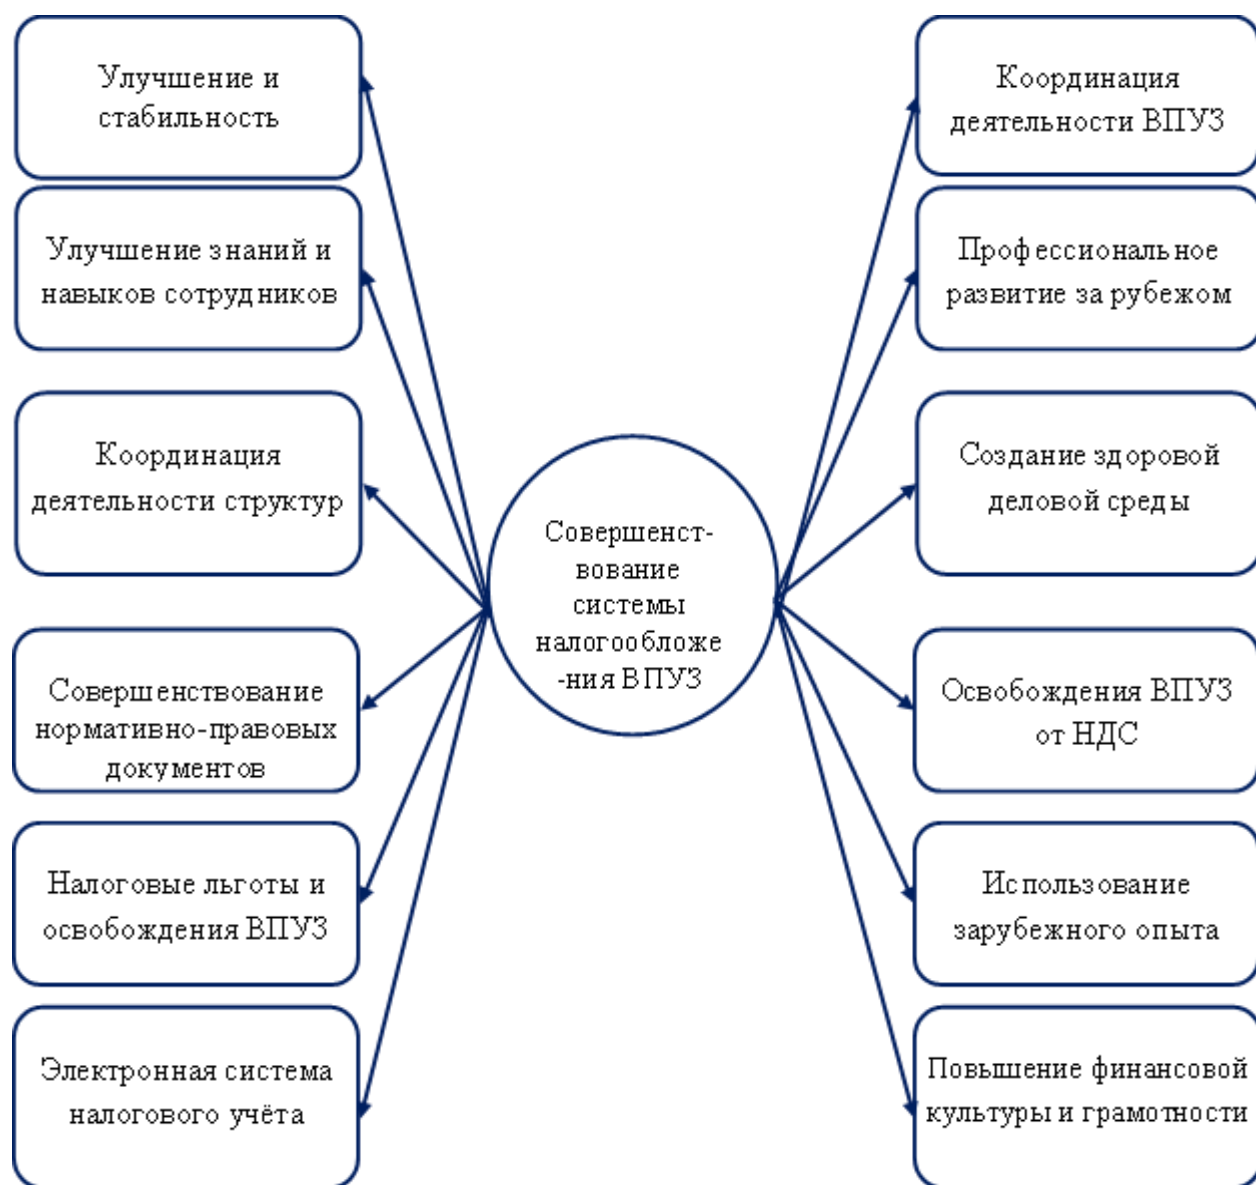 Улучшение и
стабильность
Улучшение знаний и
навыков сотрудников
Координация
деятельности структур
Совершенствование
нормативно-правовых
документов
Налоговые льготы и
освобождения ВПУЗ
Электронная система
налогового учёта
Совершенст-
вование
системы
налогообложе
-ния ВПУЗ
Координация
деятельности ВПУЗ
Профессиональное
развитие за рубежом
Создание здоровой
деловой среды
Освобождения ВПУЗ
от НДС
Использование
зарубежного опыта
Повышение финансовой
культуры и грамотности